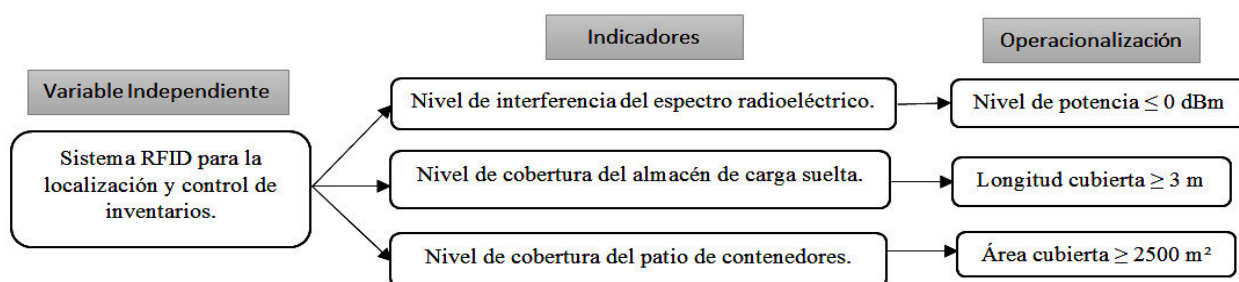 Variable Independiente
Sistema RFID para la
localización y control de
inventarios.
Indicadores
Nivel de interferencia del espectro radioeléctrico.
Nivel de cobertura del almacén de carga suelta.
Nivel de cobertura del patio de contenedores.
Operacionalización
Nivel de potencia ≤ 0 dBm
Longitud cubierta ≥ 3 m
Área cubierta ≥ 2500 m²